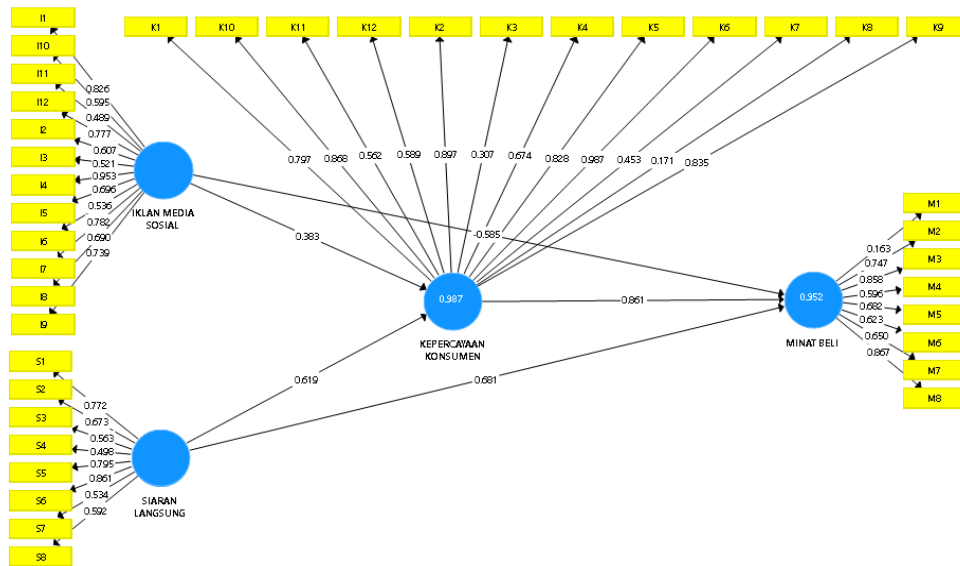 I1
I10
I11
I12
I2
I3
I4
I5
I6
I7
I8
I9
0.826
0.595
0.489
0.777
0.607
0.521
0.953
0.696
0.536
0.782
0.690
0.739
IKLAN MEDIA
SOSIAL
K1
K10
K11
K12
K2
K3
K4
K5
K6
K7
K8
K9
0.797
0.868
0.562
0.589
0.897
0.307
0.674
0.828
0.987
0.453
0.171
0.835
0.383
-0.585
0.987
KEPERCAYAAN
KONSUMEN
0.861
0.619
0.681
0.952
MINAT BELI
M1
M2
M3
M4
M5
M6
M7
M8
0.163
0.747
0.858
0.596
0.682
0.623
0.650
0.867
S1
S2
S3
S4
S5
S6
S7
S8
0.772
0.673
0.563
0.498
0.795
0.861
0.534
0.592
SIARAN
LANGSUNG